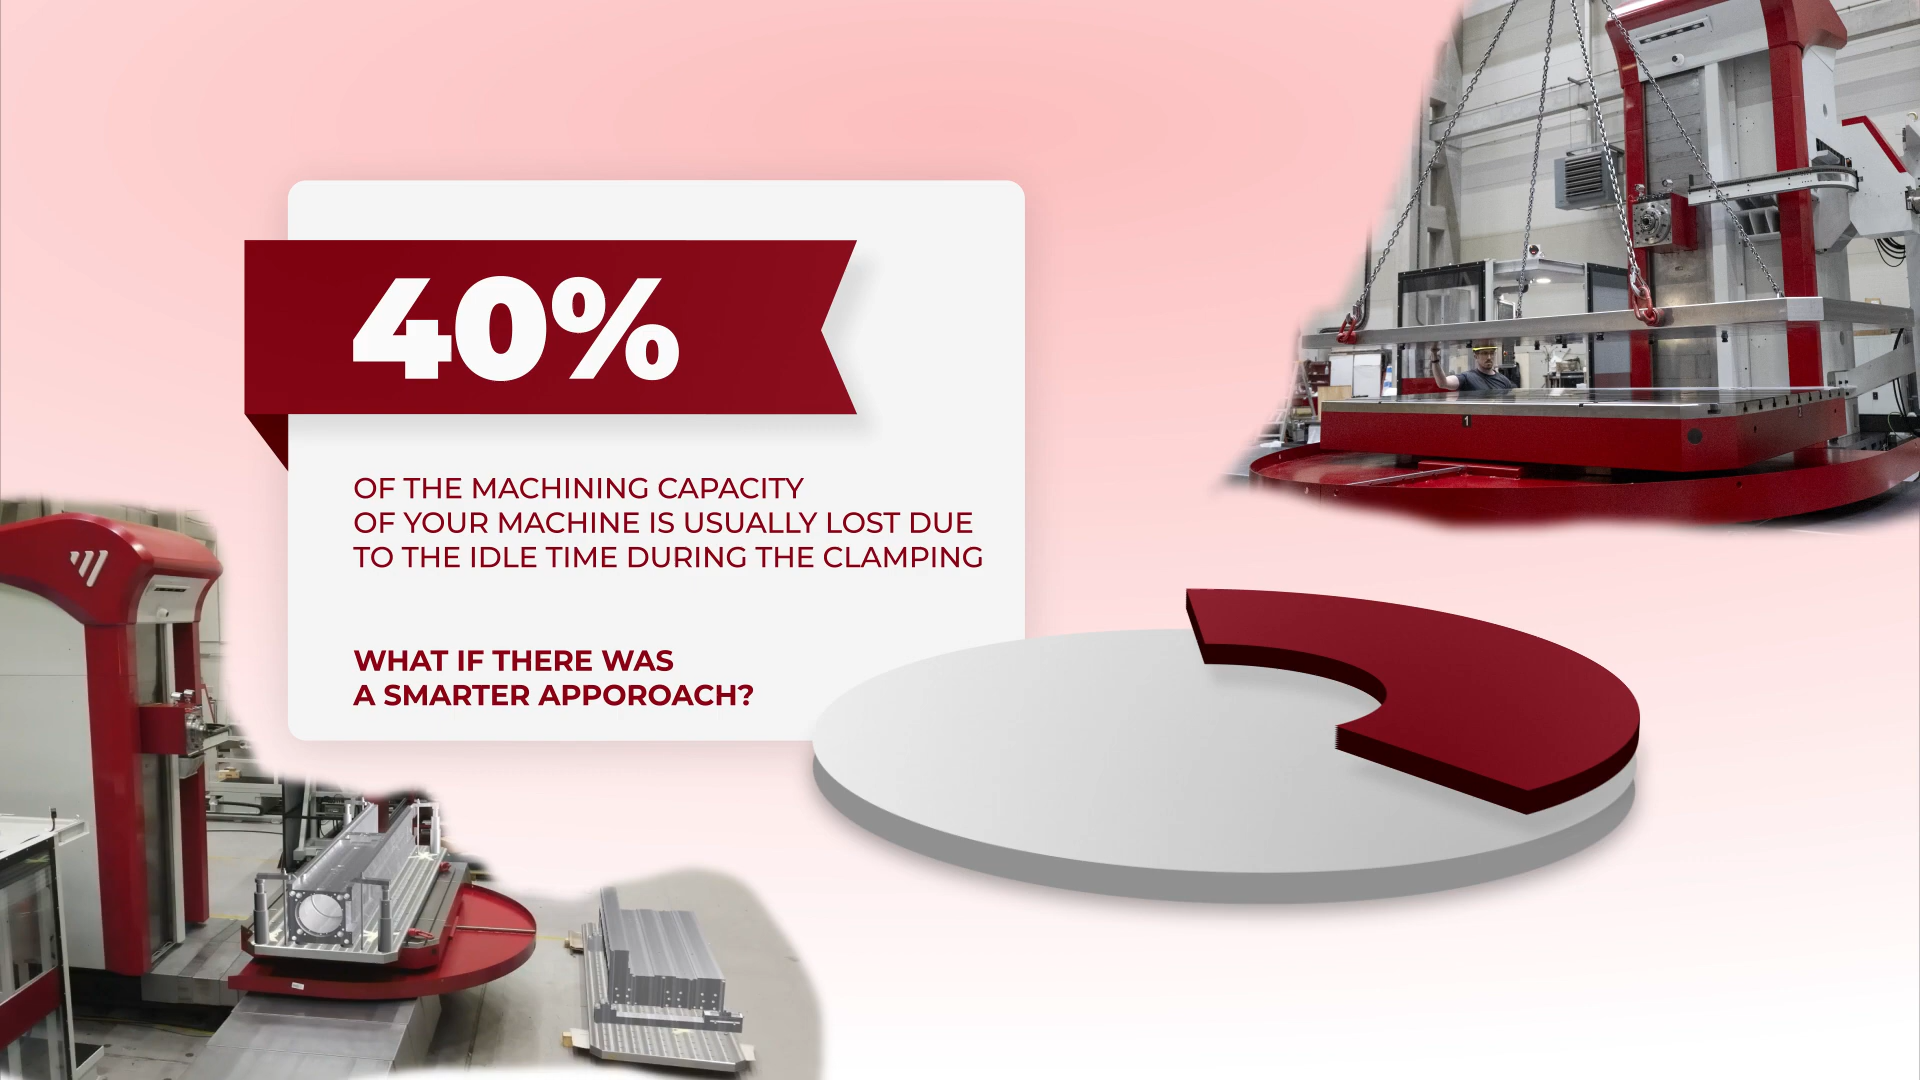 40%
OF THE MACHINING CAPACITY
OF YOUR MACHINE IS USUALLY LOST DUE
TO THE IDLE TIME DURING THE CLAMPING
WHAT IF THERE WAS
A SMARTER APPOROACH?
1